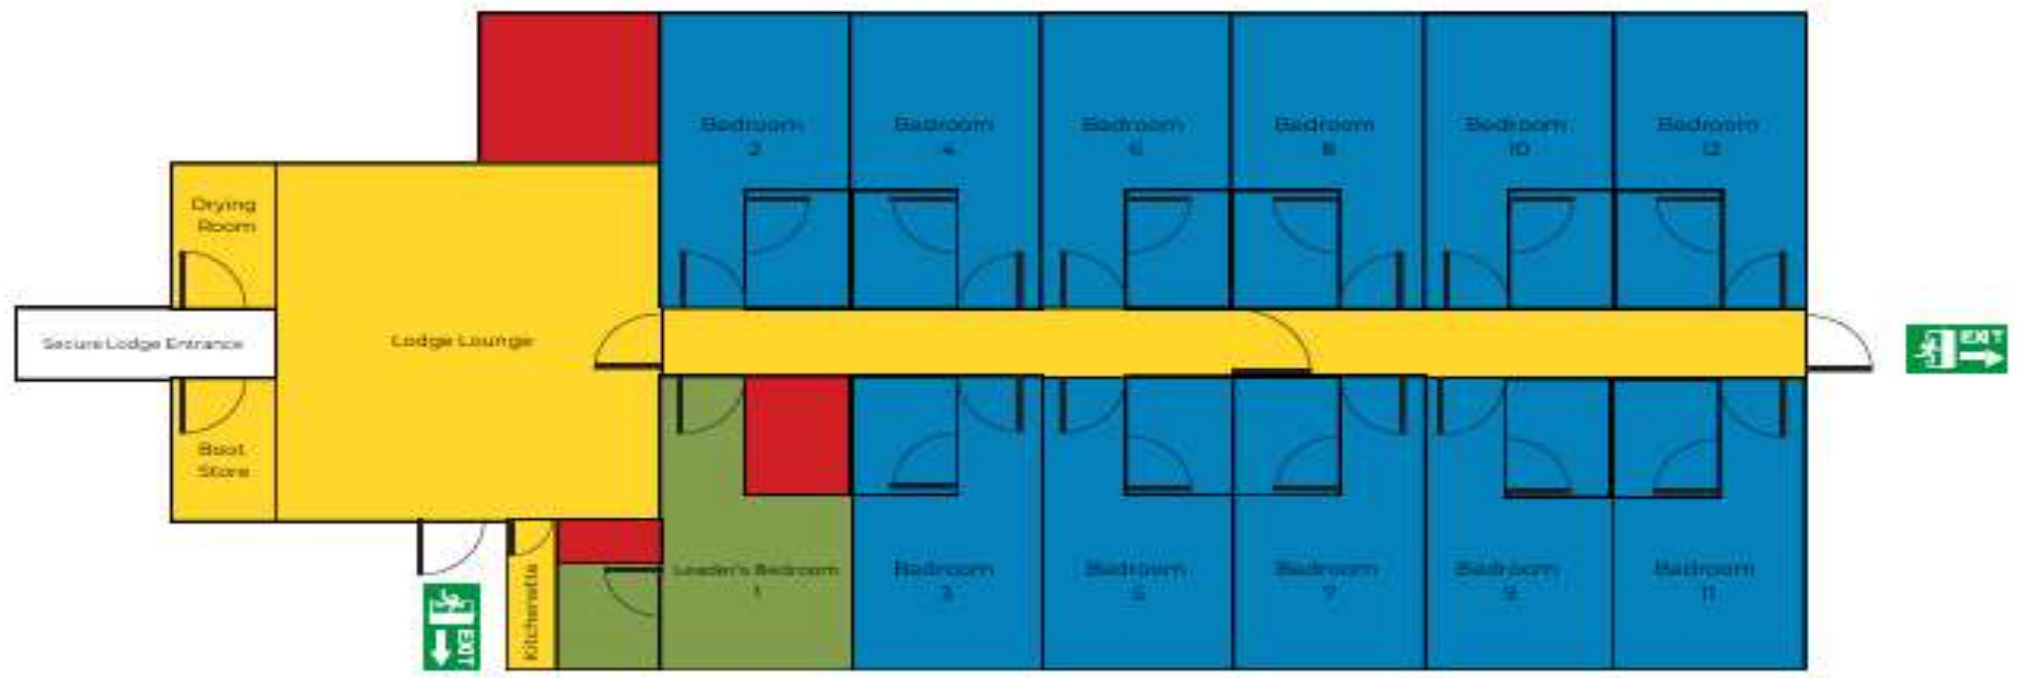 Bedroom
2
Bedroom
4
Bedroom
6
Bedroom
8
Bedroom
10
Bedroom
12
Drying
Room
Secure Lodge Entrance
Lodge Lounge
EXIT
Boot
Store
Kitchenette
Leader's Bedroom
1
Bedroom
3
Bedroom
5
Bedroom
7
Bedroom
9
Bedroom
11
EXIT